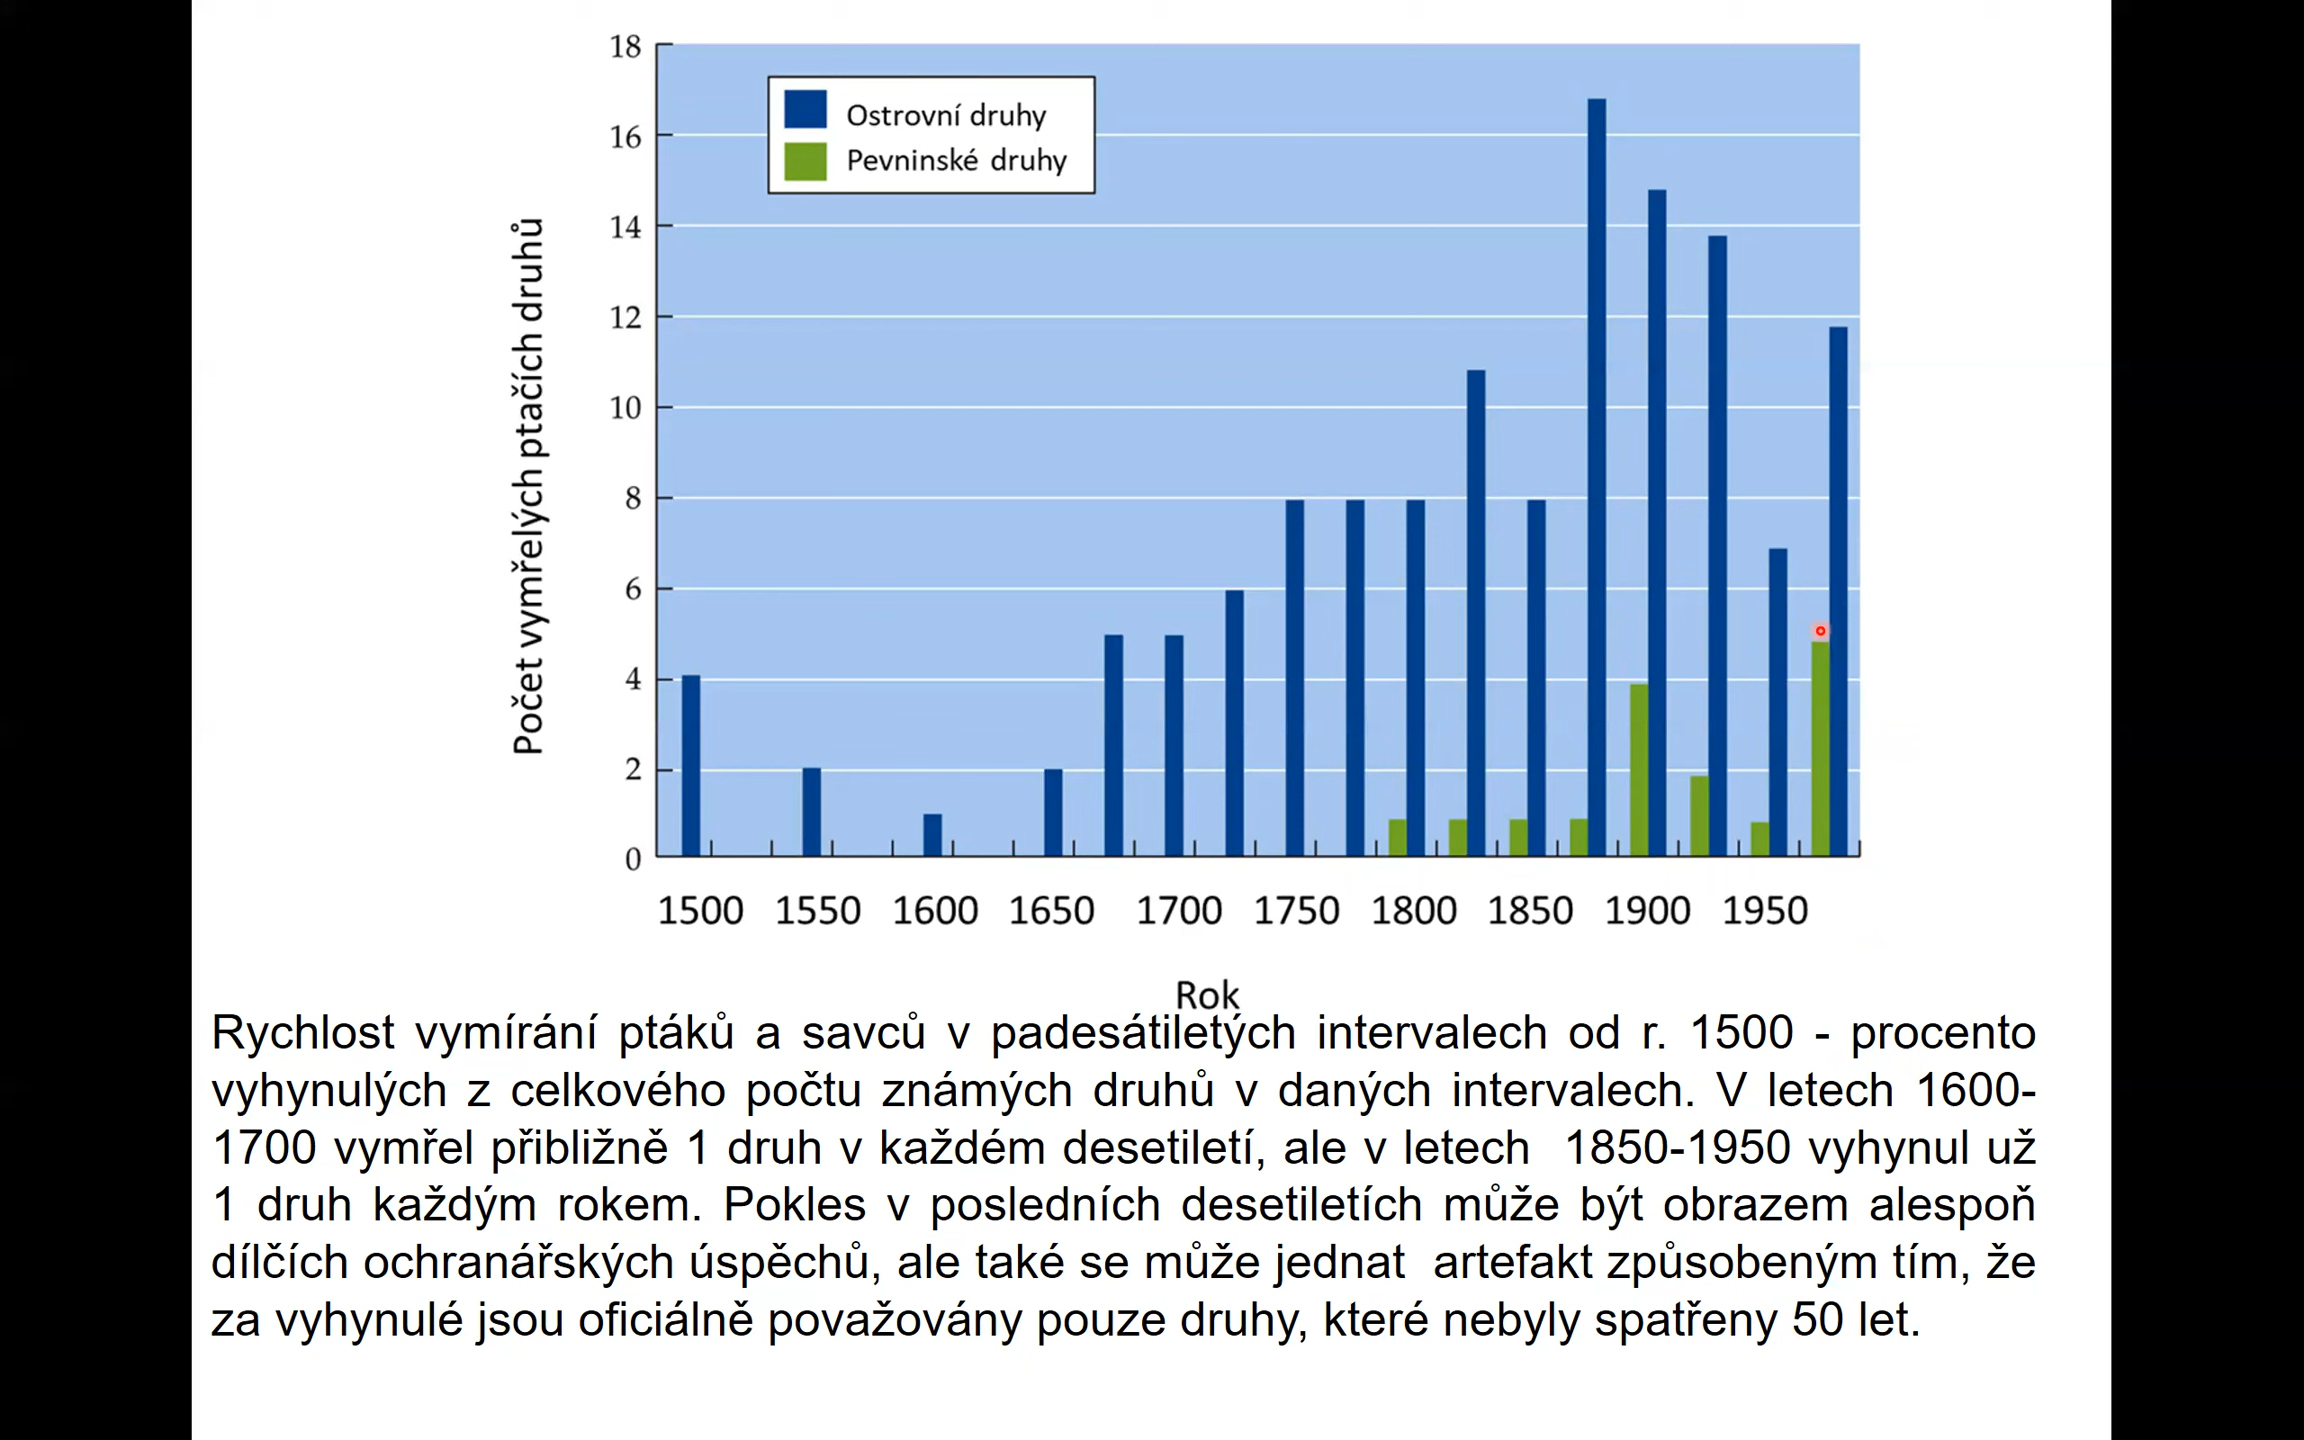 18
16
14
12
10
8
6
4
2
0
Ostrovní druhy
Pevninské druhy
Počet vymřelých ptačích druhů
1500 1550 1600 1650 1700 1750 1800 1850 1900 1950
Rok
Rychlost vymírání ptáků a savců v padesátiletých intervalech od r. 1500 - procento
vyhynulých z celkového počtu známých druhů v daných intervalech. V letech 1600-
1700 vymřel přibližně 1 druh v každém desetiletí, ale v letech 1850-1950 vyhynul už
1 druh každým rokem. Pokles v posledních desetiletích může být obrazem alespoň
dílčích ochranářských úspěchů, ale také se může jednat artefakt způsobeným tím, že
za vyhynulé jsou oficiálně považovány pouze druhy, které nebyly spatřeny 50 let.